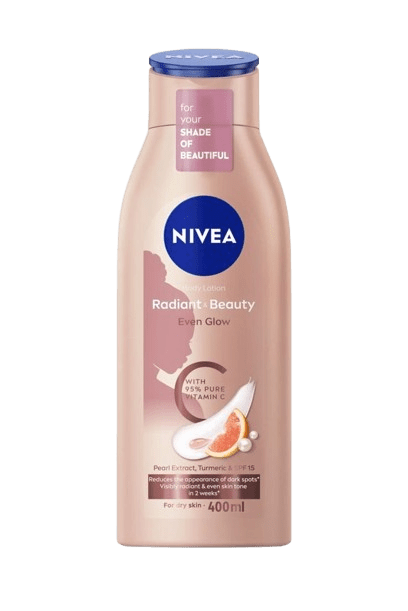 NIVEA
for
your
SHADE
OF
BEAUTIFUL
NIVEA
Body Lotion
Radiant & Beauty
Even Glow
WITH
95% PURE
VITAMIN C
Pearl Extract, Turmeric & SPF 15
Reduces the appearance of dark spots*
Visibly radiant & even skin tone
in 2 weeks*
For dry skin - 400ml